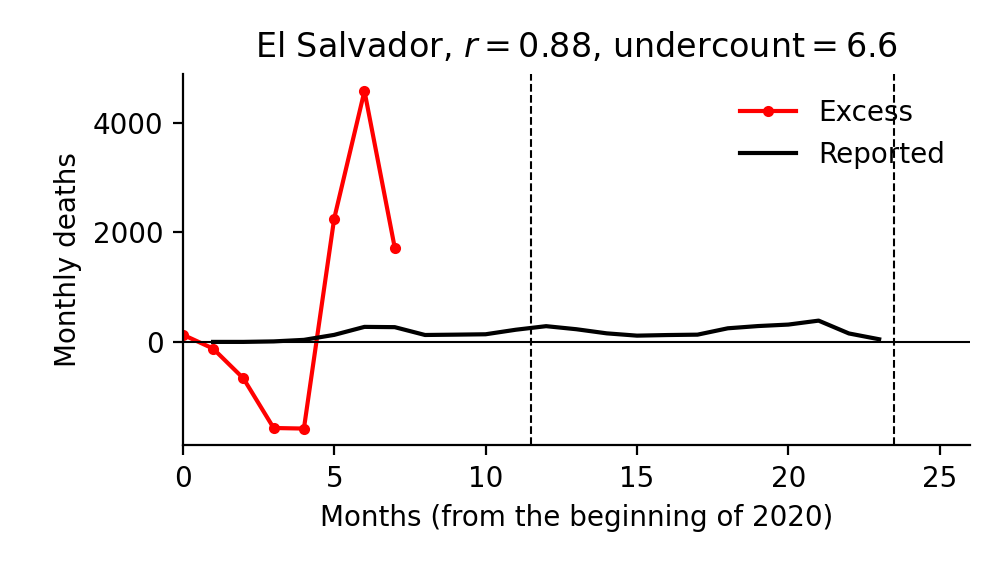 El Salvador, r = 0.88, undercount = 6.6
Excess
Reported
Monthly deaths
4000
2000
0
0 5 10 15 20 25
Months (from the beginning of 2020)